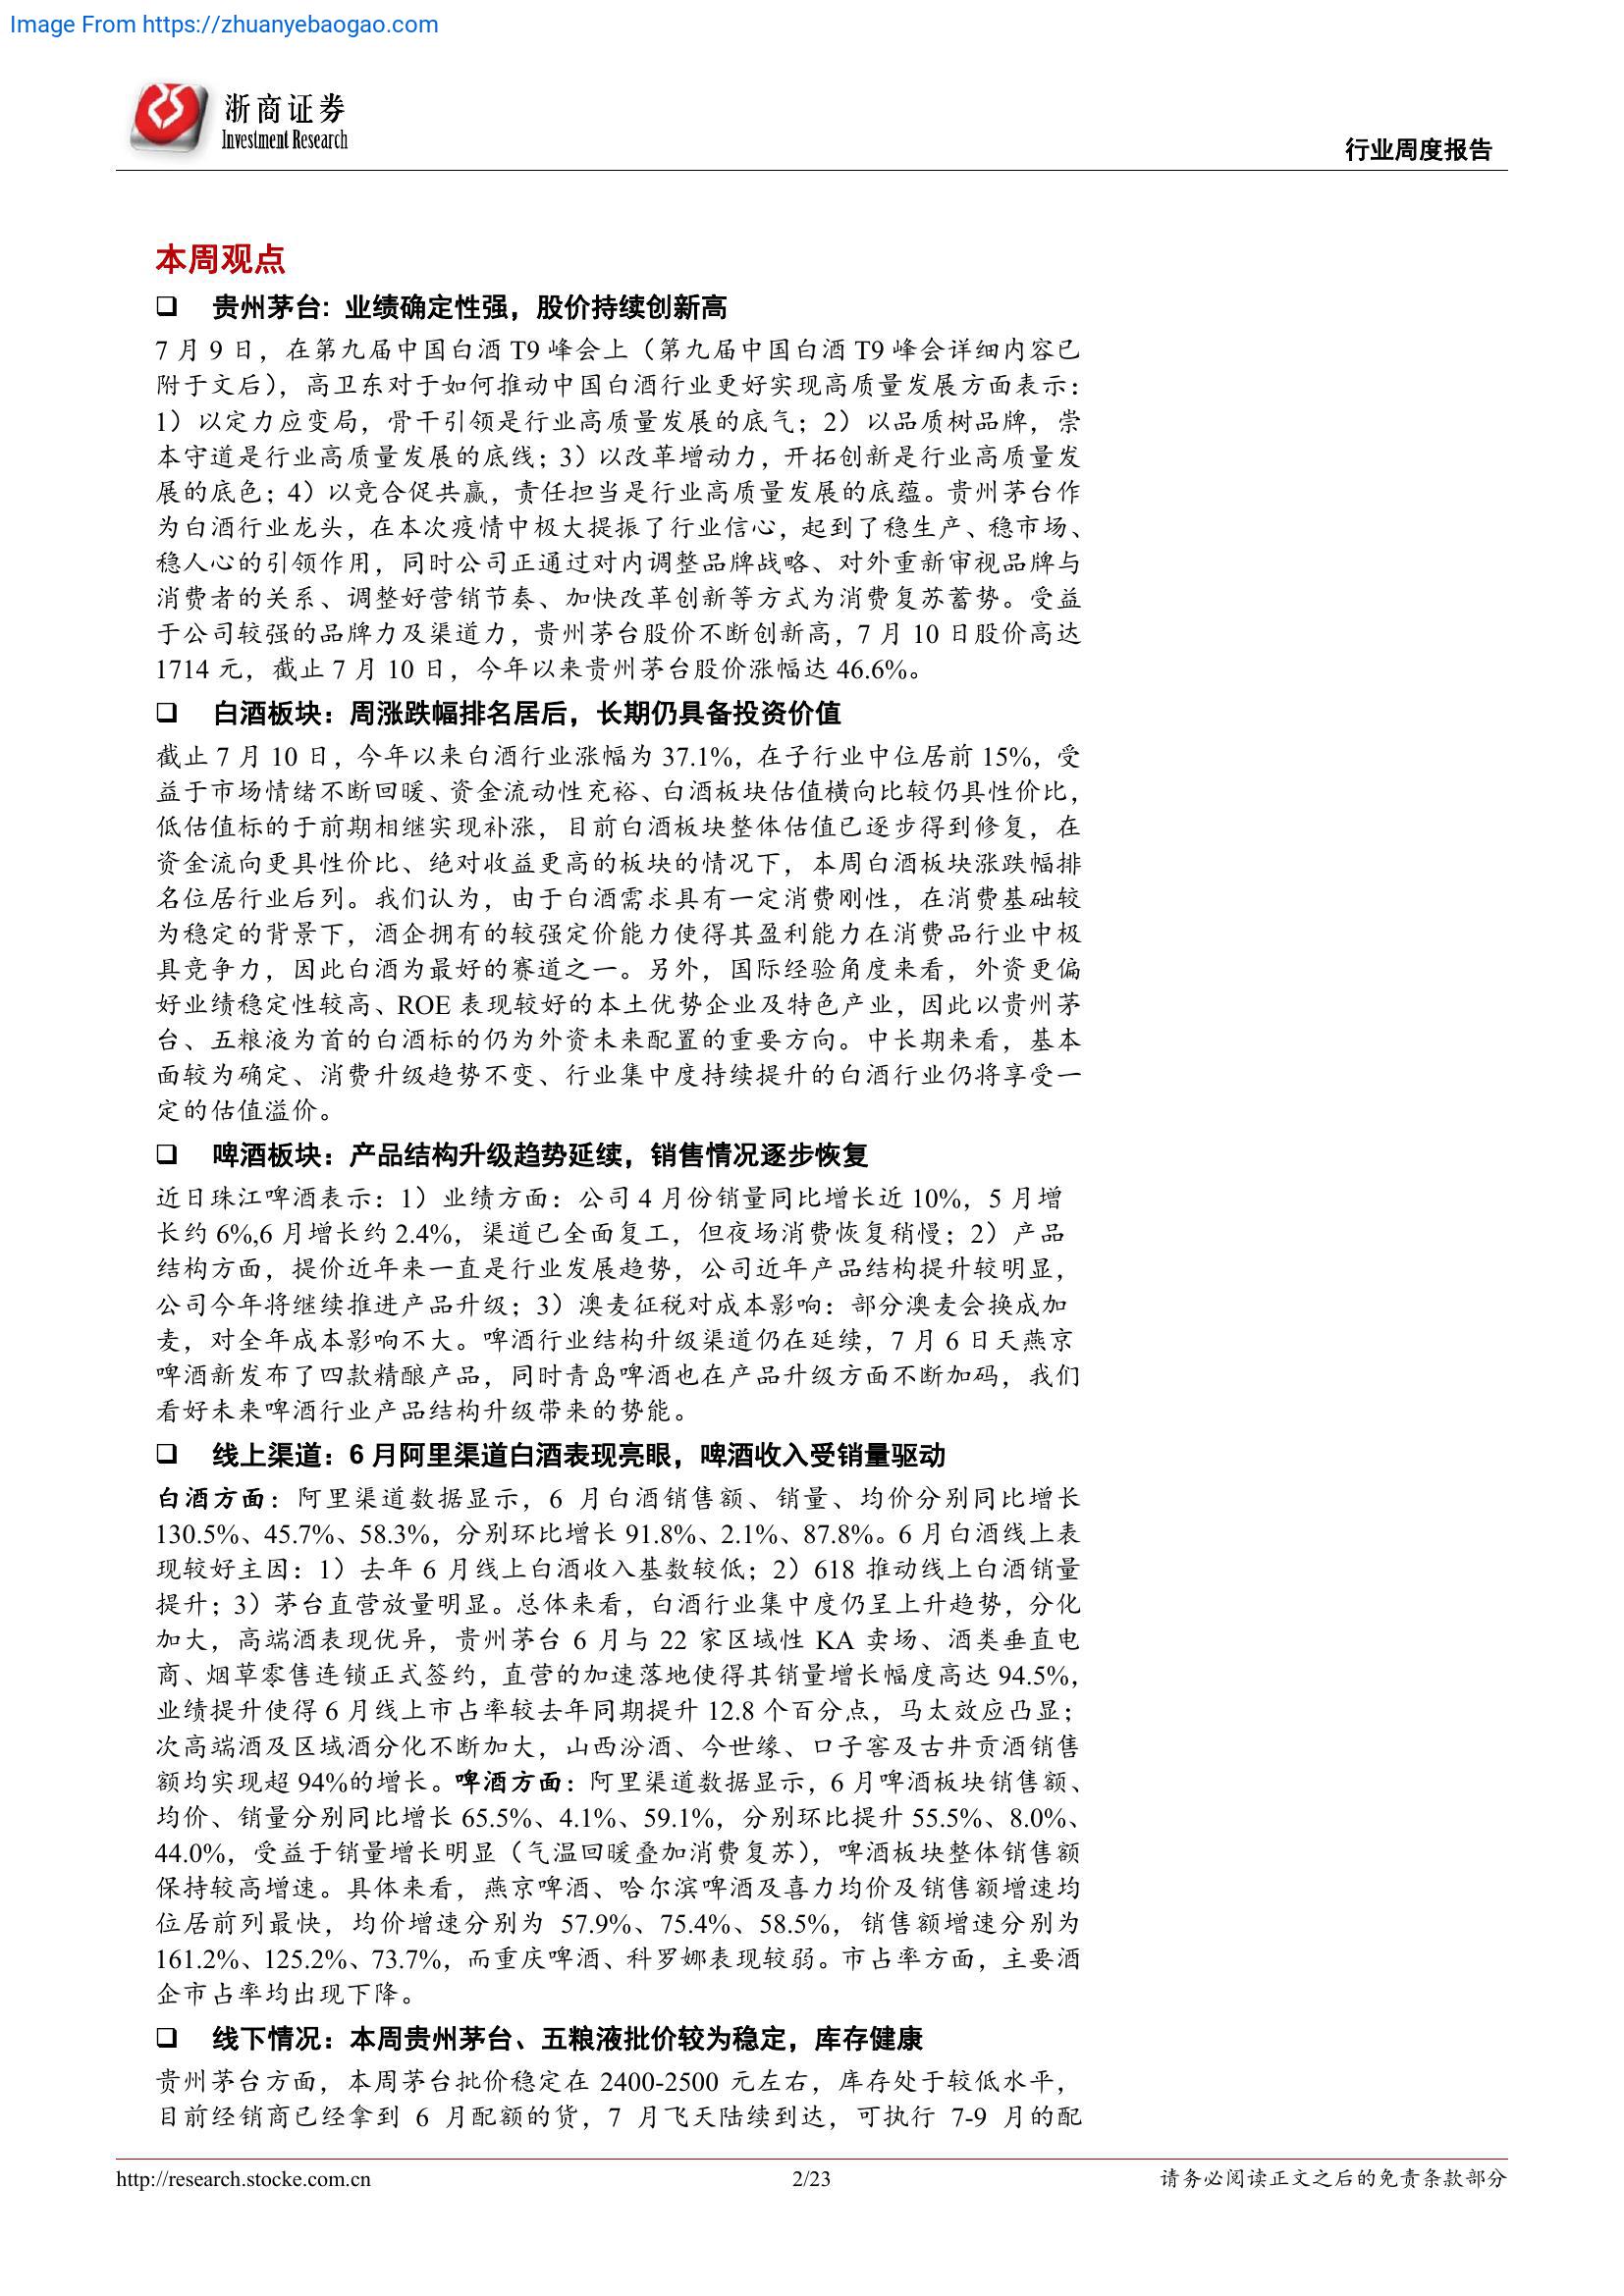 Image From https://zhuanyebaogao.com
浙商证券
Investment Research
行业周度报告
本周观点
❑ 贵州茅台：业绩确定性强，股价持续创新高
7 月 9 日，在第九届中国白酒 T9 峰会上（第九届中国白酒 T9 峰会详细内容已
附于文后），高卫东对于如何推动中国白酒行业更好实现高质量发展方面表示：
1）以定力应变局，骨干引领是行业高质量发展的底气；2）以品质树品牌，崇
本守道是行业高质量发展的底线；3）以改革增动力，开拓创新是行业高质量发
展的底色；4）以竞合促共赢，责任担当是行业高质量发展的底蕴。贵州茅台作
为白酒行业龙头，在本次疫情中极大提振了行业信心，起到了稳生产、稳市场、
稳人心的引领作用，同时公司正通过对内调整品牌战略、对外重新审视品牌与
消费者的关系、调整好营销节奏、加快改革创新等方式为消费复苏蓄势。受益
于公司较强的品牌力及渠道力，贵州茅台股价不断创新高，7 月 10 日股价高达
1714 元，截止 7 月 10 日，今年以来贵州茅台股价涨幅达 46.6%。
❑ 白酒板块：周涨跌幅排名居后，长期仍具备投资价值
截止 7 月 10 日，今年以来白酒行业涨幅为 37.1%，在子行业中位居前 15%，受
益于市场情绪不断回暖、资金流动性充裕、白酒板块估值横向比较仍具性价比，
低估值标的于前期相继实现补涨，目前白酒板块整体估值已逐步得到修复，在
资金流向更具性价比、绝对收益更高的板块的情况下，本周白酒板块涨跌幅排
名位居行业后列。我们认为，由于白酒需求具有一定消费刚性，在消费基础较
为稳定的背景下，酒企拥有的较强定价能力使得其盈利能力在消费品行业中极
具竞争力，因此白酒为最好的赛道之一。另外，国际经验角度来看，外资更偏
好业绩稳定性较高、ROE 表现较好的本土优势企业及特色产业，因此以贵州茅
台、五粮液为首的白酒标的仍为外资未来配置的重要方向。中长期来看，基本
面较为确定、消费升级趋势不变、行业集中度持续提升的白酒行业仍将享受一
定的估值溢价。
❑ 啤酒板块：产品结构升级趋势延续，销售情况逐步恢复
近日珠江啤酒表示：1）业绩方面：公司 4 月份销量同比增长近 10%，5 月增
长约 6%,6 月增长约 2.4%，渠道已全面复工，但夜场消费恢复稍慢；2）产品
结构方面，提价近年来一直是行业发展趋势，公司近年产品结构提升较明显，
公司今年将继续推进产品升级；3）澳麦征税对成本影响：部分澳麦会换成加
麦，对全年成本影响不大。啤酒行业结构升级渠道仍在延续，7 月 6 日天燕京
啤酒新发布了四款精酿产品，同时青岛啤酒也在产品升级方面不断加码，我们
看好未来啤酒行业产品结构升级带来的势能。
❑ 线上渠道：6 月阿里渠道白酒表现亮眼，啤酒收入受销量驱动
白酒方面：阿里渠道数据显示，6 月白酒销售额、销量、均价分别同比增长
130.5%、45.7%、58.3%，分别环比增长 91.8%、2.1%、87.8%。6 月白酒线上表
现较好主因：1）去年 6 月线上白酒收入基数较低；2）618 推动线上白酒销量
提升；3）茅台直营放量明显。总体来看，白酒行业集中度仍呈上升趋势，分化
加大，高端酒表现优异，贵州茅台 6 月与 22 家区域性 KA 卖场、酒类垂直电
商、烟草零售连锁正式签约，直营的加速落地使得其销量增长幅度高达 94.5%，
业绩提升使得 6 月线上市占率较去年同期提升 12.8 个百分点，马太效应凸显；
次高端酒及区域酒分化不断加大，山西汾酒、今世缘、口子窖及古井贡酒销售
额均实现超 94%的增长。啤酒方面：阿里渠道数据显示，6 月啤酒板块销售额、
均价、销量分别同比增长 65.5%、4.1%、59.1%，分别环比提升 55.5%、8.0%、
44.0%，受益于销量增长明显（气温回暖叠加消费复苏），啤酒板块整体销售额
保持较高增速。具体来看，燕京啤酒、哈尔滨啤酒及喜力均价及销售额增速均
位居前列最快，均价增速分别为 57.9%、75.4%、58.5%，销售额增速分别为
161.2%、125.2%、73.7%，而重庆啤酒、科罗娜表现较弱。市占率方面，主要酒
企市占率均出现下降。
❑ 线下情况：本周贵州茅台、五粮液批价较为稳定，库存健康
贵州茅台方面，本周茅台批价稳定在 2400-2500 元左右，库存处于较低水平，
目前经销商已经拿到 6 月配额的货，7 月飞天陆续到达，可执行 7-9 月的配
http://research.stocke.com.cn
2/23
请务必阅读正文之后的免责条款部分